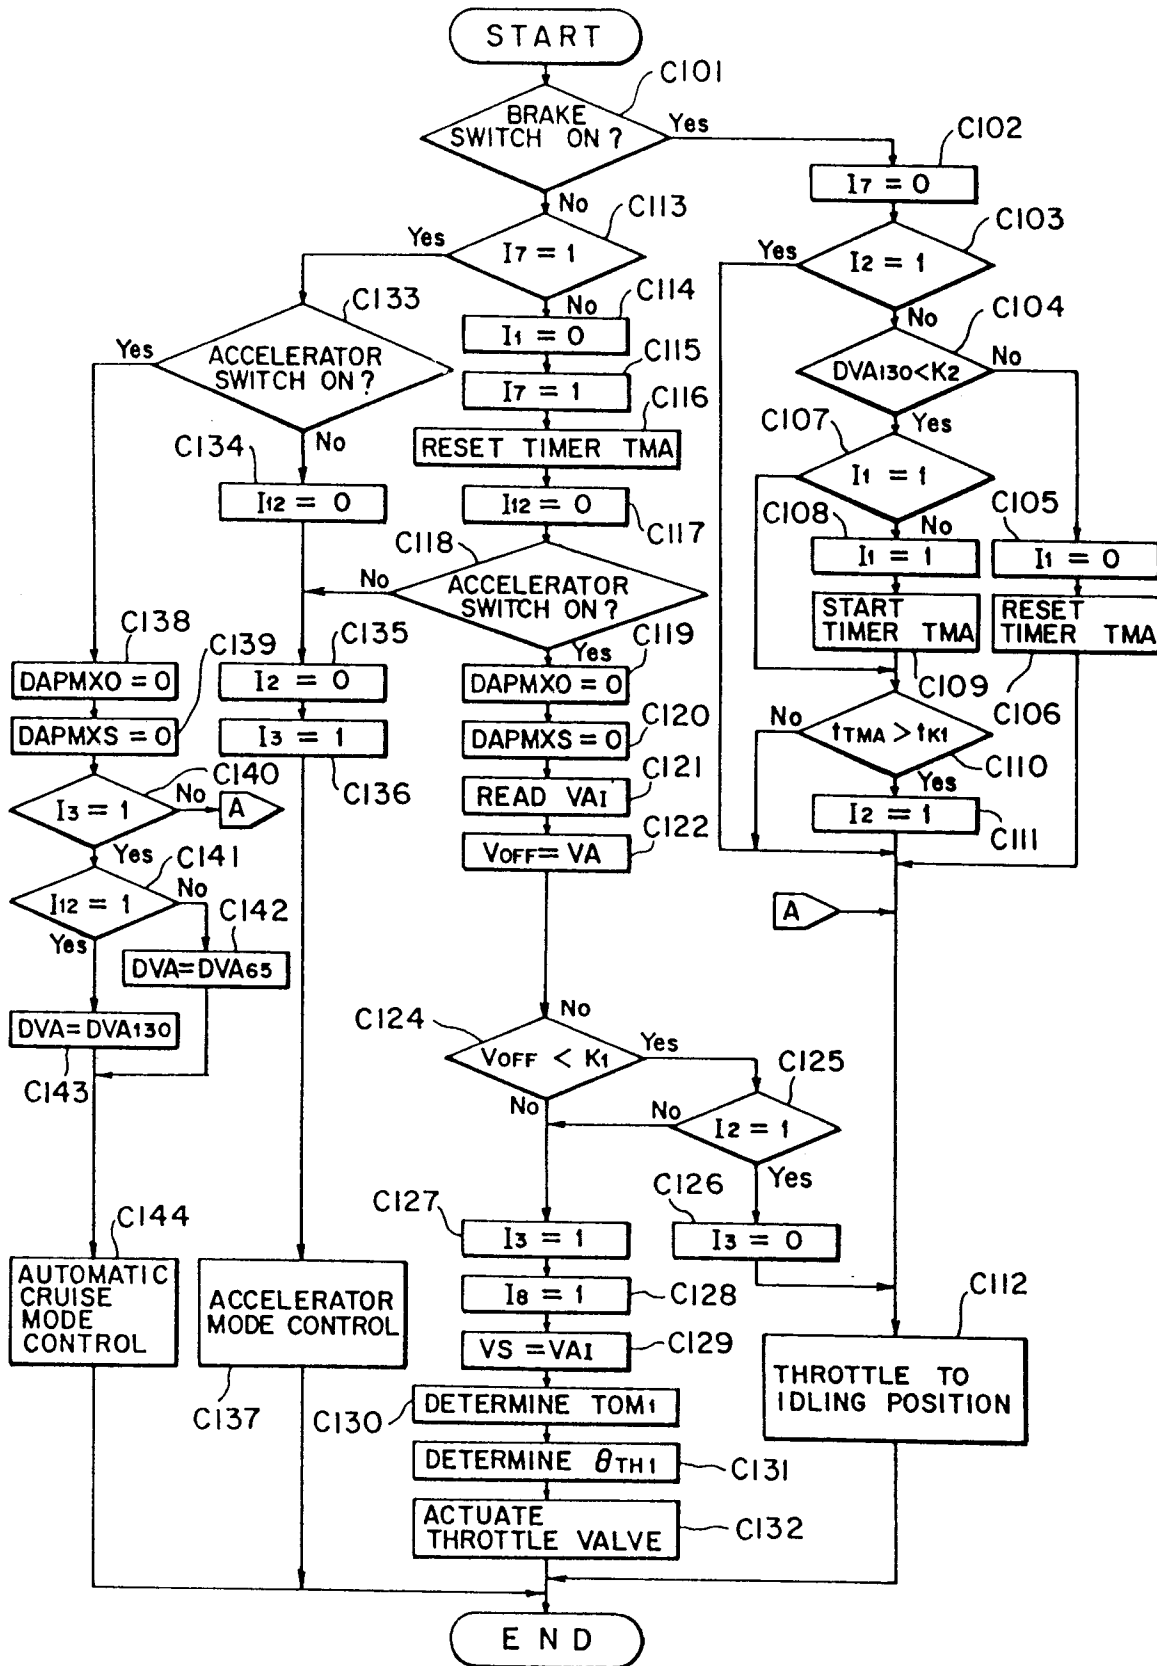 START
C101
BRAKE
SWITCH ON ?
Yes
No
C102
I7 = 0
C113
Yes
I7 = 1
No
C103
Yes
I2 = 1
No
C133
Yes
ACCELERATOR
SWITCH ON ?
No
C114
I1 = 0
C115
I7 = 1
C116
RESET TIMER TMA
C104
DVA130<K2
No
Yes
C107
I1 = 1
No
C134
I12 = 0
I12 = 0
C117
C108
I1 = 1
C105
I1 = 0
C118
No
ACCELERATOR
SWITCH ON ?
Yes
START
TIMER TMA
C109
RESET
TIMER TMA
C106
C138
DAPMXO = 0
C139
DAPMXS = 0
C135
I2 = 0
I3 = 1
C136
C119
DAPMXO = 0
C120
DAPMXS = 0
C121
READ VAI
C122
VOFF = VA
No
tTMA > tK1
C110
Yes
I2 = 1
C111
C140
I3 = 1
No
A
Yes
C141
I12 = 1
No
Yes
C142
DVA=DVA65
DVA=DVA130
C143
A
No
C124
VOFF < K1
Yes
No
C125
No
I2 = 1
Yes
C126
I3 = 0
C127
I3 = 1
I8 = 1
C128
VS = VAI
C129
C144
AUTOMATIC
CRUISE
MODE
CONTROL
ACCELERATOR
MODE CONTROL
C137
C130
DETERMINE TOM1
DETERMINE θTH1
C131
ACTUATE
THROTTLE VALVE
C132
C112
THROTTLE TO
IDLING POSITION
END